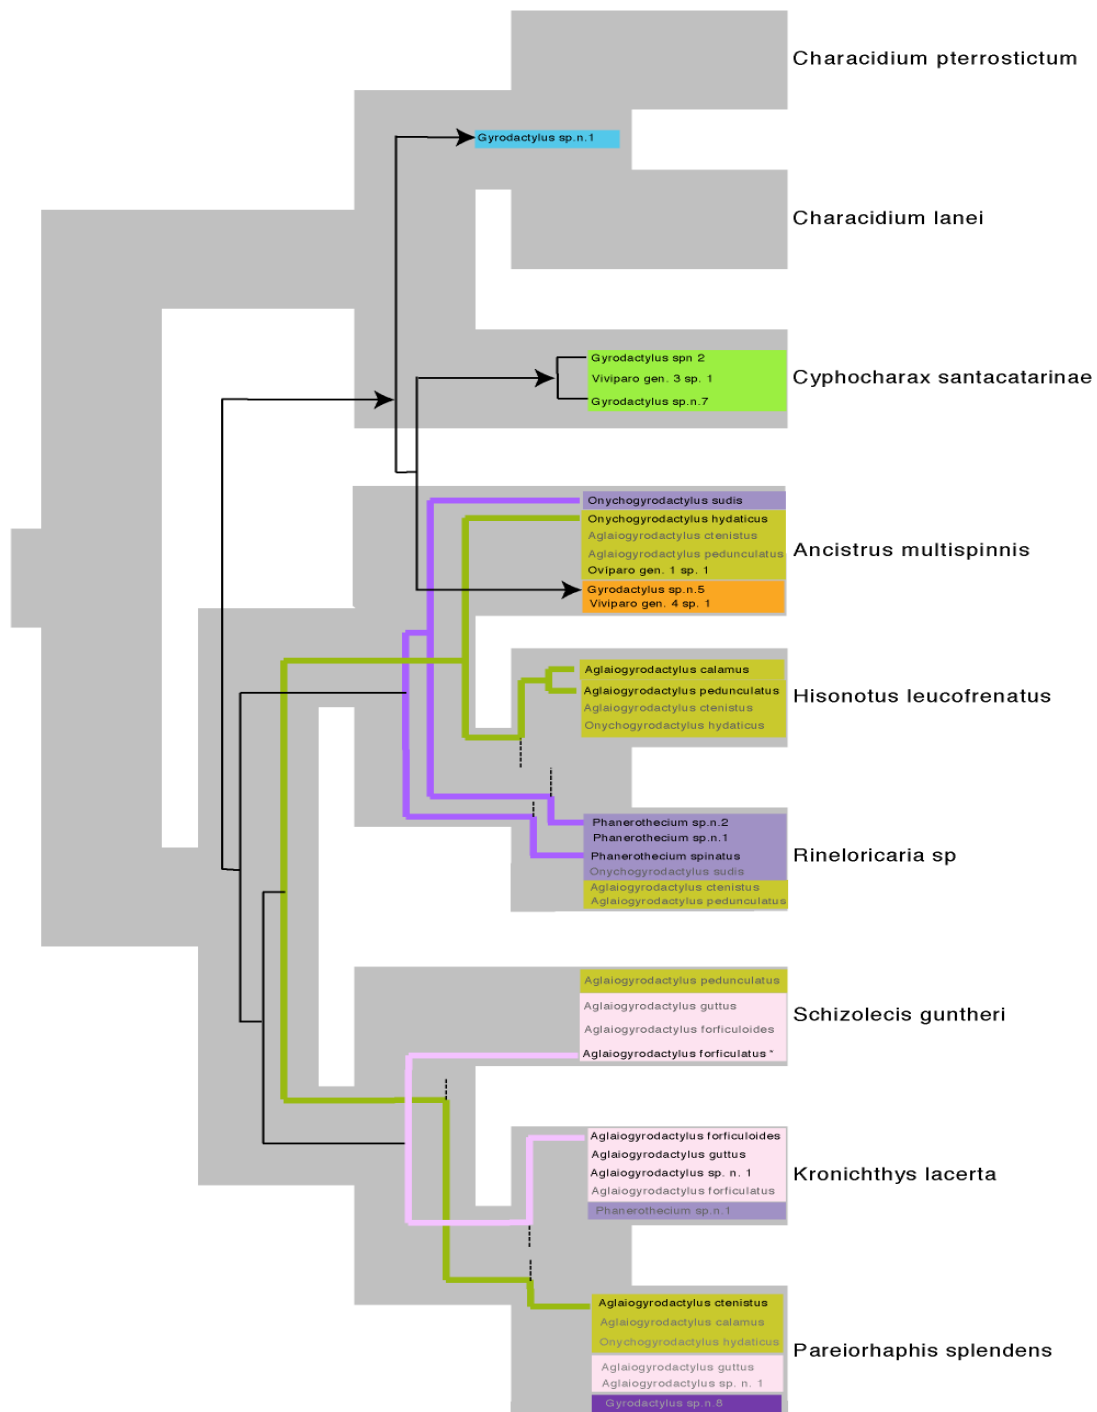 Characidium pterrostictum
Gyrodactylus sp.n.1
Characidium lanei
Gyrodactylus spn 2
Viviparo gen. 3 sp. 1
Gyrodactylus sp.n.7
Cyphocharax santacatarinae
Onychogyrodactylus sudis
Onychogyrodactylus hydaticus
Aglaiogyrodactylus ctenistus
Aglaiogyrodactylus pedunculatus
Oviparo gen. 1 sp. 1
Gyrodactylus sp.n.5
Viviparo gen. 4 sp. 1
Ancistrus multispinnis
Aglaiogyrodactylus calamus
Aglaiogyrodactylus pedunculatus
Aglaiogyrodactylus ctenistus
Onychogyrodactylus hydaticus
Hisonotus leucofrenatus
Phanerothecium sp.n.2
Phanerothecium sp.n.1
Phanerothecium spinatus
Onychogyrodactylus sudis
Aglaiogyrodactylus ctenistus
Aglaiogyrodactylus pedunculatus
Rineloricaria sp
Aglaiogyrodactylus pedunculatus
Aglaiogyrodactylus guttus
Aglaiogyrodactylus forficuloides
Aglaiogyrodactylus forficulatus *
Schizolecis guntheri
Aglaiogyrodactylus forficuloides
Aglaiogyrodactylus guttus
Aglaiogyrodactylus sp. n. 1
Aglaiogyrodactylus forficulatus
Phanerothecium sp.n.1
Kronichthys lacerta
Aglaiogyrodactylus ctenistus
Aglaiogyrodactylus calamus
Onychogyrodactylus hydaticus
Aglaiogyrodactylus guttus
Aglaiogyrodactylus sp. n. 1
Gyrodactylus sp.n.8
Pareiorhaphis splendens